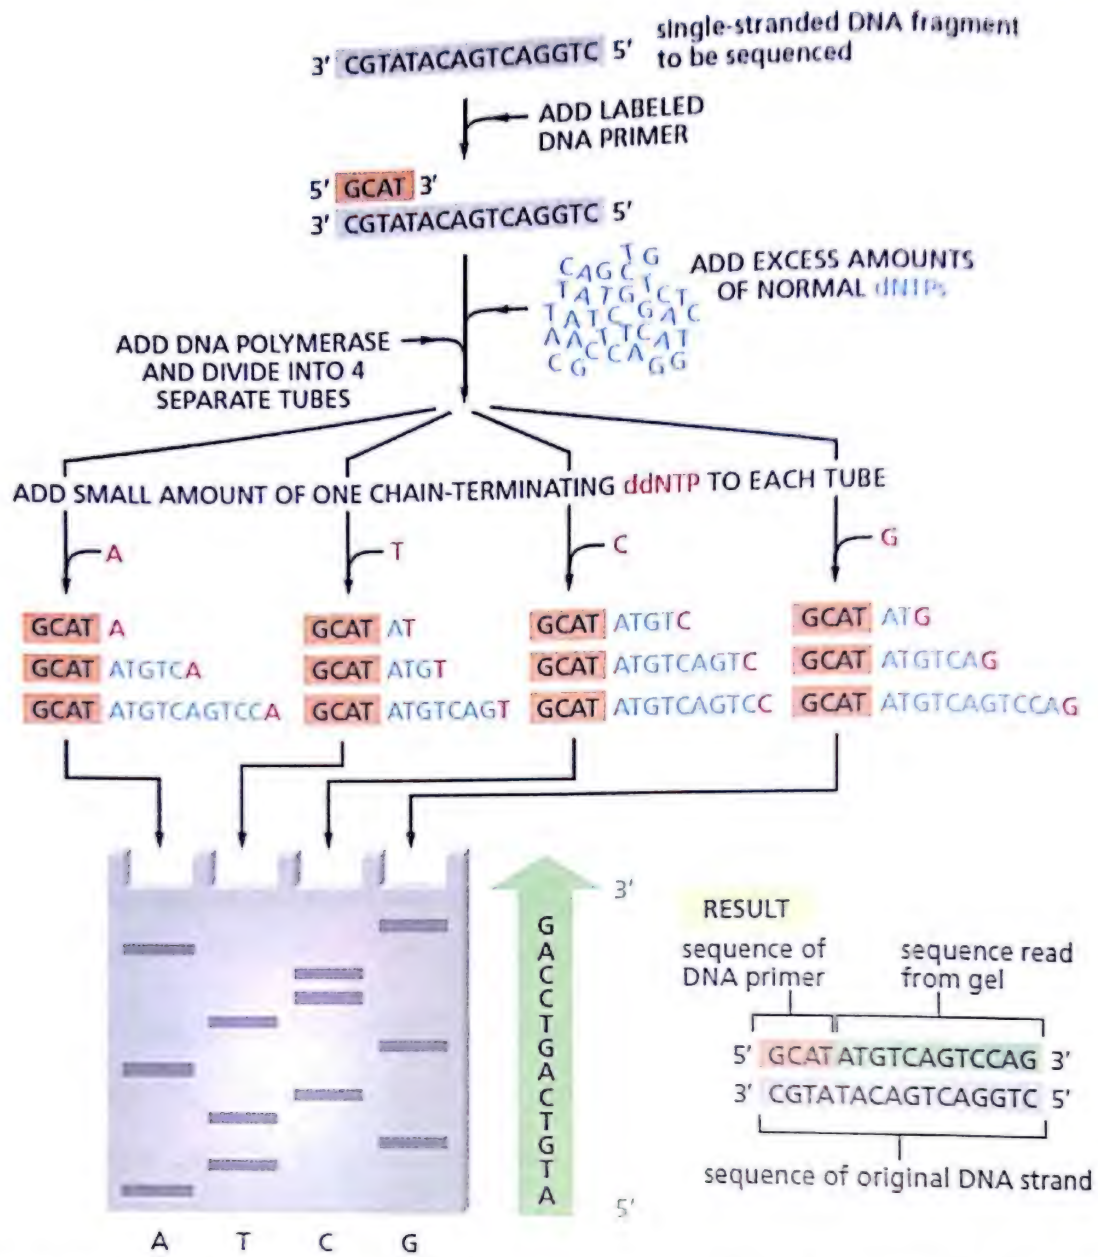 3' CGTATACAGTCAGGTC 5'
single-stranded DNA fragment
to be sequenced
ADD LABELED
DNA PRIMER
5' GCAT 3'
3' CGTATACAGTCAGGTC 5'
ADD EXCESS AMOUNTS
OF NORMAL dNTPs
T G
C A G C T
T A T G C T
T A T C G A C
A A C T T C A T
C G C C A G G
ADD DNA POLYMERASE
AND DIVIDE INTO 4
SEPARATE TUBES
ADD SMALL AMOUNT OF ONE CHAIN-TERMINATING ddNTP TO EACH TUBE
A T C G
GCAT A
GCAT ATGTCA
GCAT ATGTCAGTCCA
GCAT AT
GCAT ATGT
GCAT ATGTCAGT
GCAT ATGTC
GCAT ATGTCAGTC
GCAT ATGTCAGTCC
GCAT ATG
GCAT ATGTCAG
GCAT ATGTCAGTCCAG
A T C G
3'
G
A
C
C
T
G
A
C
T
G
T
A
5'
RESULT
sequence of
DNA primer
sequence read
from gel
5' GCATATGTCAGTCCAG 3'
3' CGTATACAGTCAGGTC 5'
sequence of original DNA strand